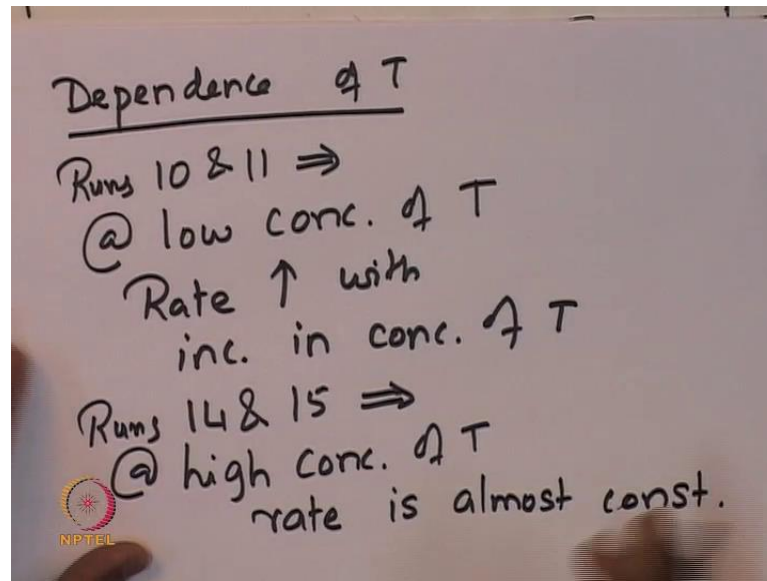 Dependence of T
Runs 10 & 11 ⇒
@ low conc. of T
Rate ↑ with
inc. in conc. of T
Runs 14 & 15 ⇒
@ high conc. of T
rate is almost const.
NPTEL